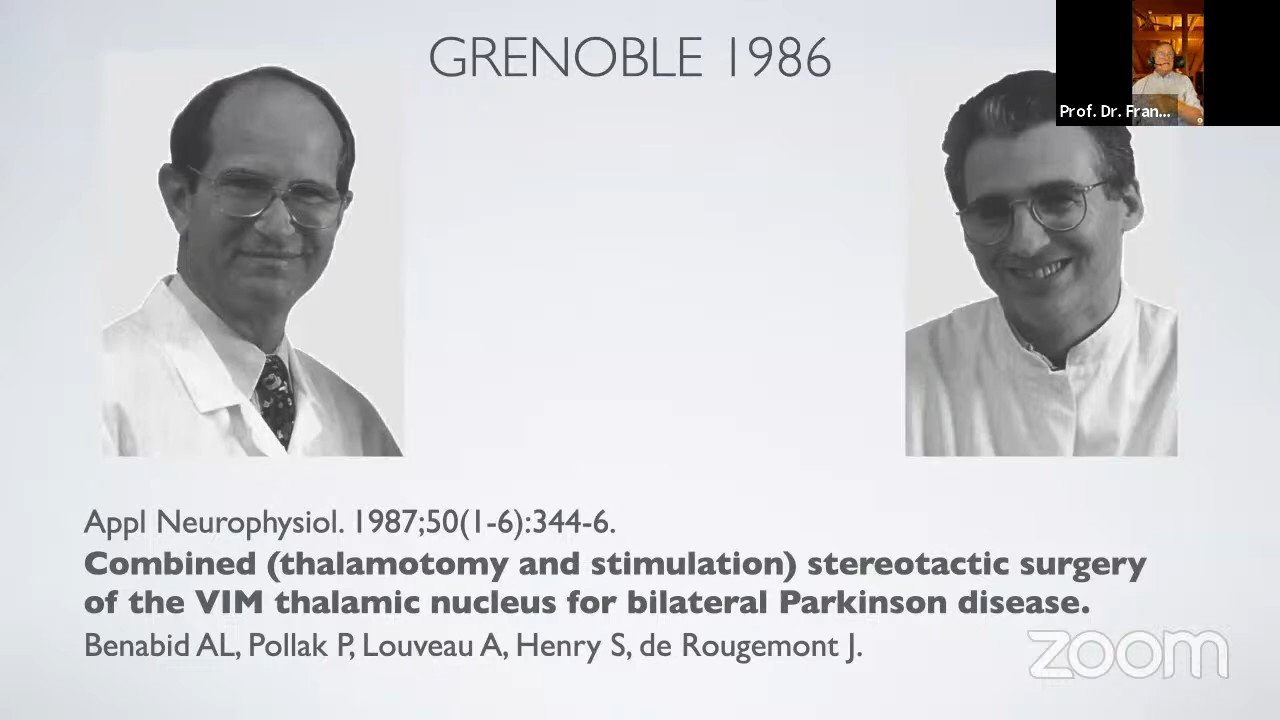 GRENOBLE 1986
Prof. Dr. Fran...
Appl Neurophysiol. 1987;50(1-6):344-6.
Combined (thalamotomy and stimulation) stereotactic surgery
of the VIM thalamic nucleus for bilateral Parkinson disease.
Benabid AL, Pollak P, Louveau A, Henry S, de Rougemont J.
zoom